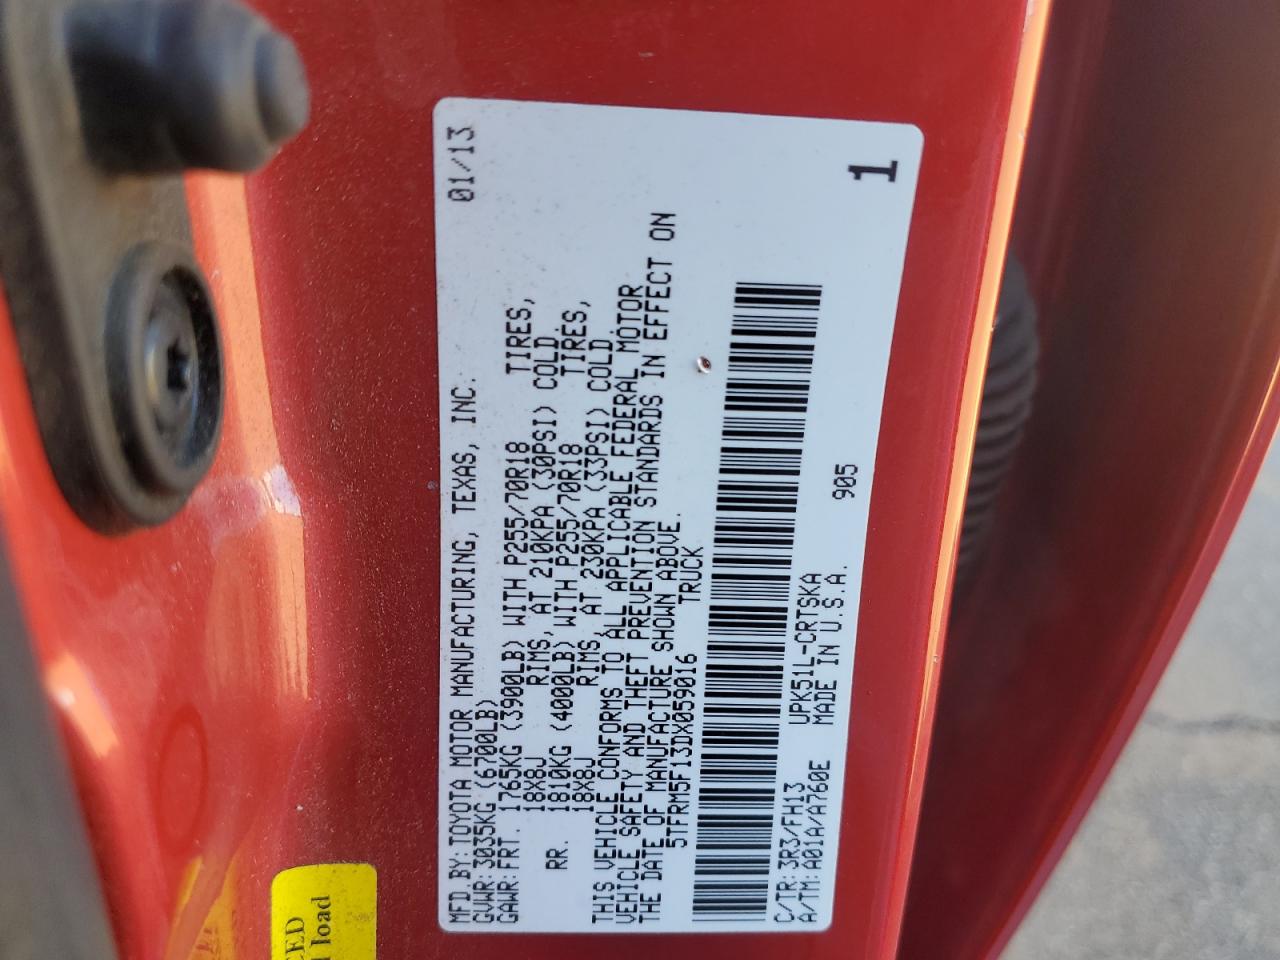 MFD. BY: TOYOTA MOTOR MANUFACTURING, TEXAS, INC. 01/13
GVWR: 3035KG (6700LB)
GAWR: FRT. 1765KG (3900LB) WITH P255/70R18 TIRES,
18X8J RIMS, AT 210KPA (30PSI) COLD
RR. 1810KG (4000LB) WITH P255/70R18 TIRES,
18X8J RIMS, AT 230KPA (33PSI) COLD
THIS VEHICLE CONFORMS TO ALL APPLICABLE FEDERAL MOTOR
VEHICLE SAFETY AND THEFT PREVENTION STANDARDS IN EFFECT ON
THE DATE OF MANUFACTURE SHOWN ABOVE.
5TFRM5F13DX059016 TRUCK
C/TR: 3R3/FH13 UPK51L-CRTSKA
A/TM: A01A/A760E MADE IN U.S.A. 905
1
load